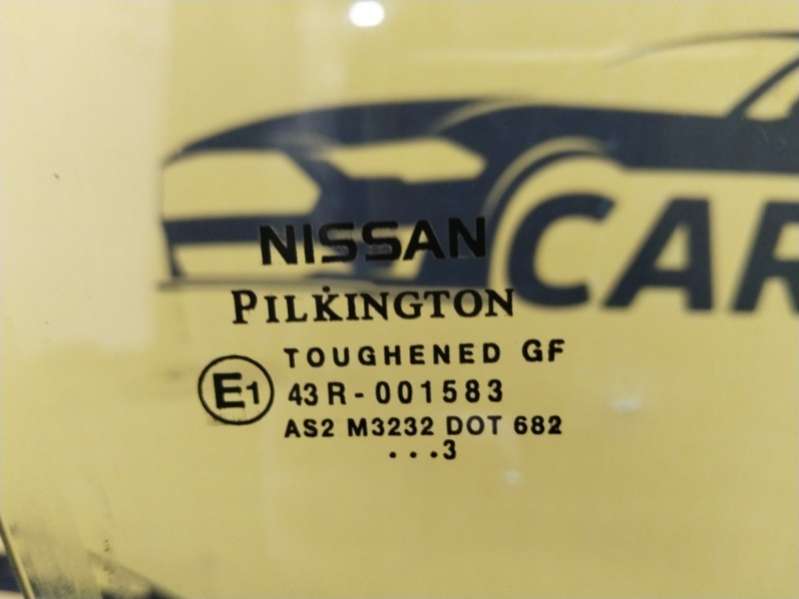 NISSAN
PILKINGTON
TOUGHENED GF
E1 43R-001583
AS2 M3232 DOT 682
...3
CAR